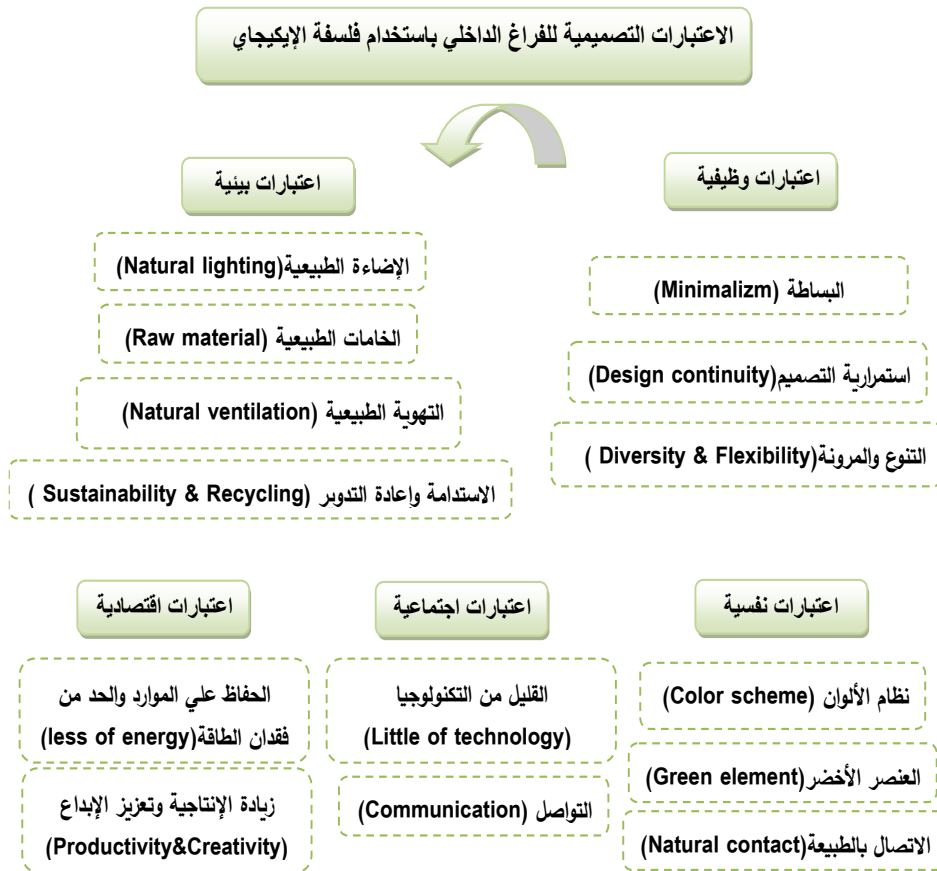 الاعتبارات التصميمية للفراغ الداخلي باستخدام فلسفة الإيكيجاي
اعتبارات وظيفية
البساطة (Minimalizm)
استمرارية التصميم(Design continuity)
التنوع والمرونة(Diversity & Flexibility )
اعتبارات بيئية
الإضاءة الطبيعية(Natural lighting)
الخامات الطبيعية (Raw material)
التهوية الطبيعية (Natural ventilation)
الاستدامة وإعادة التدوير (Sustainability & Recycling )
اعتبارات نفسية
نظام الألوان (Color scheme)
العنصر الأخضر(Green element)
الاتصال بالطبيعة(Natural contact)
اعتبارات اجتماعية
القليل من التكنولوجيا
(Little of technology)
التواصل (Communication)
اعتبارات اقتصادية
الحفاظ علي الموارد والحد من
فقدان الطاقة(less of energy)
زيادة الإنتاجية وتعزيز الإبداع
(Productivity&Creativity)